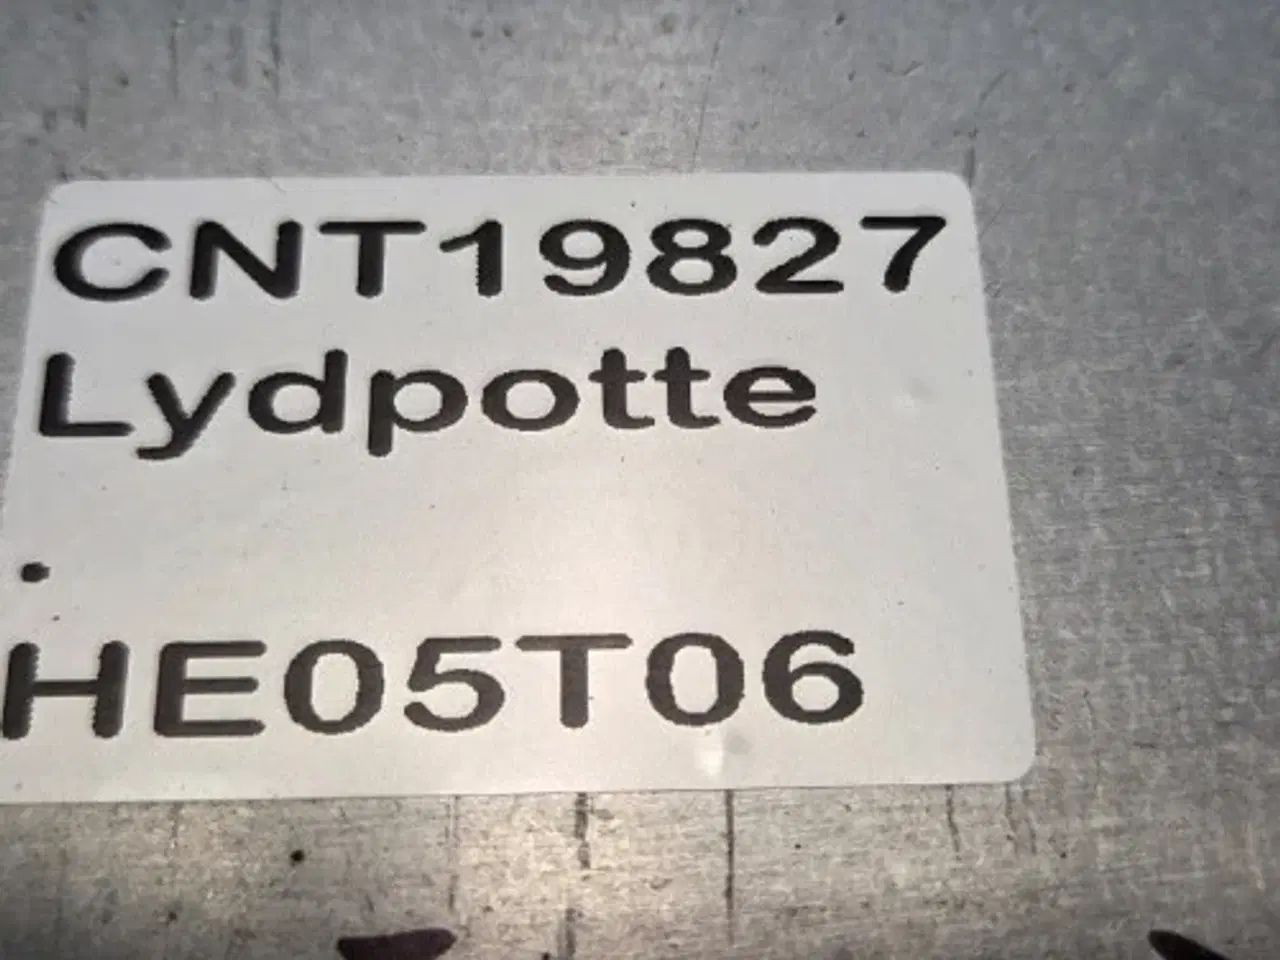 CNT19827
Lydpotte
.
HE05T06